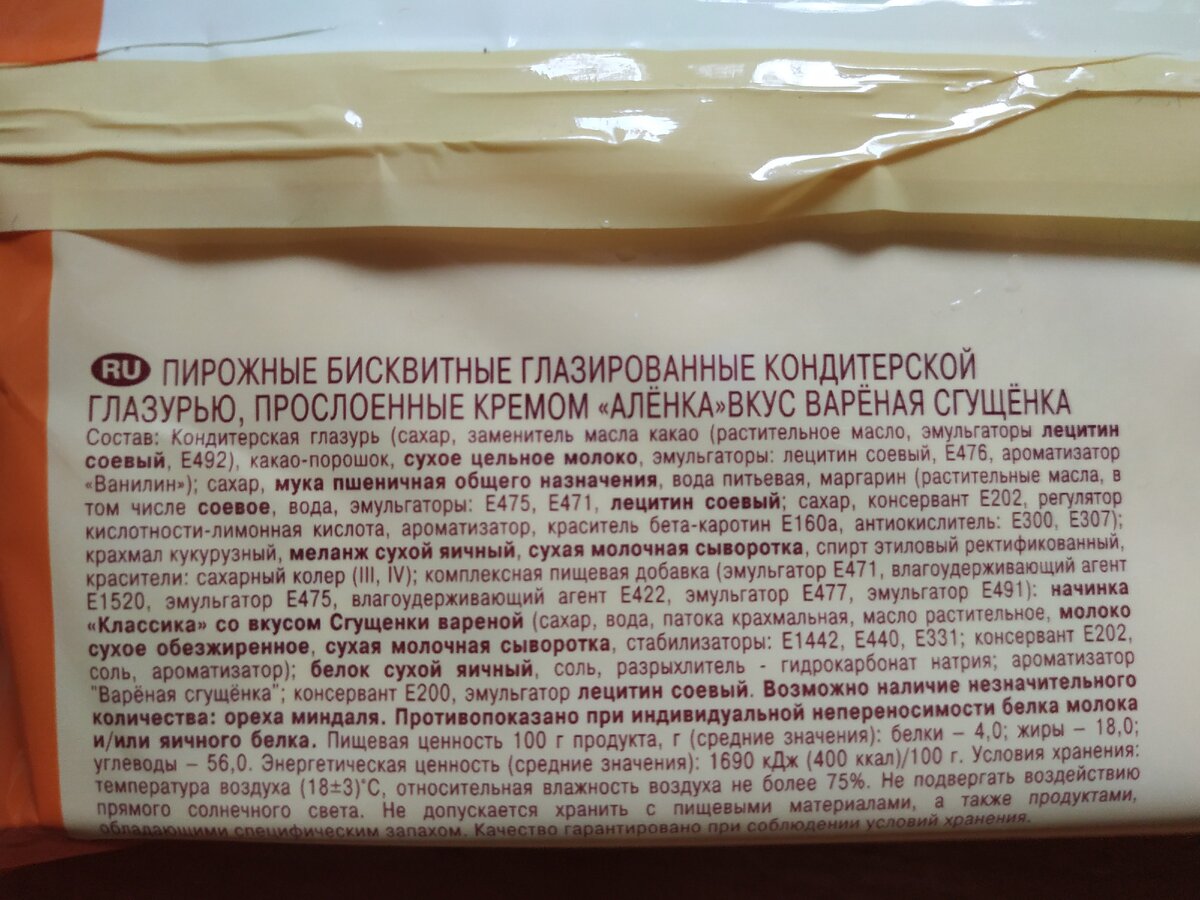 RU ПИРОЖНЫЕ БИСКВИТНЫЕ ГЛАЗИРОВАННЫЕ КОНДИТЕРСКОЙ
ГЛАЗУРЬЮ, ПРОСЛОЕННЫЕ КРЕМОМ «АЛЁНКА»ВКУС ВАРЁНАЯ СГУЩЁНКА
Состав: Кондитерская глазурь (сахар, заменитель масла какао (растительное масло, эмульгаторы лецитин
соевый, Е492), какао-порошок, сухое цельное молоко, эмульгаторы: лецитин соевый, Е476, ароматизатор
«Ванилин»); сахар, мука пшеничная общего назначения, вода питьевая, маргарин (растительные масла, в
том числе соевое, вода, эмульгаторы: Е475, Е471, лецитин соевый; сахар, консервант Е202, регулятор
кислотности-лимонная кислота, ароматизатор, краситель бета-каротин Е160а, антиокислитель: Е300, Е307);
крахмал кукурузный, меланж сухой яичный, сухая молочная сыворотка, спирт этиловый ректификованный,
красители: сахарный колер (III, IV); комплексная пищевая добавка (эмульгатор Е471, влагоудерживающий агент
Е1520, эмульгатор Е475, влагоудерживающий агент Е422, эмульгатор Е477, эмульгатор Е491): начинка
«Классика» со вкусом Сгущенки вареной (сахар, вода, патока крахмальная, масло растительное, молоко
сухое обезжиренное, сухая молочная сыворотка, стабилизаторы: Е1442, Е440, Е331; консервант Е202,
соль, ароматизатор); белок сухой яичный, соль, разрыхлитель - гидрокарбонат натрия; ароматизатор
"Варёная сгущёнка"; консервант Е200, эмульгатор лецитин соевый. Возможно наличие незначительного
количества: ореха миндаля. Противопоказано при индивидуальной непереносимости белка молока
и/или яичного белка. Пищевая ценность 100 г продукта, г (средние значения): белки – 4,0; жиры – 18,0;
углеводы – 56,0. Энергетическая ценность (средние значения): 1690 кДж (400 ккал)/100 г. Условия хранения:
температура воздуха (18±3)°С, относительная влажность воздуха не более 75%. Не подвергать воздействию
прямого солнечного света. Не допускается хранить с пищевыми материалами, а также продуктами,
обладающими специфическим запахом. Качество гарантировано при соблюдении условий хранения.